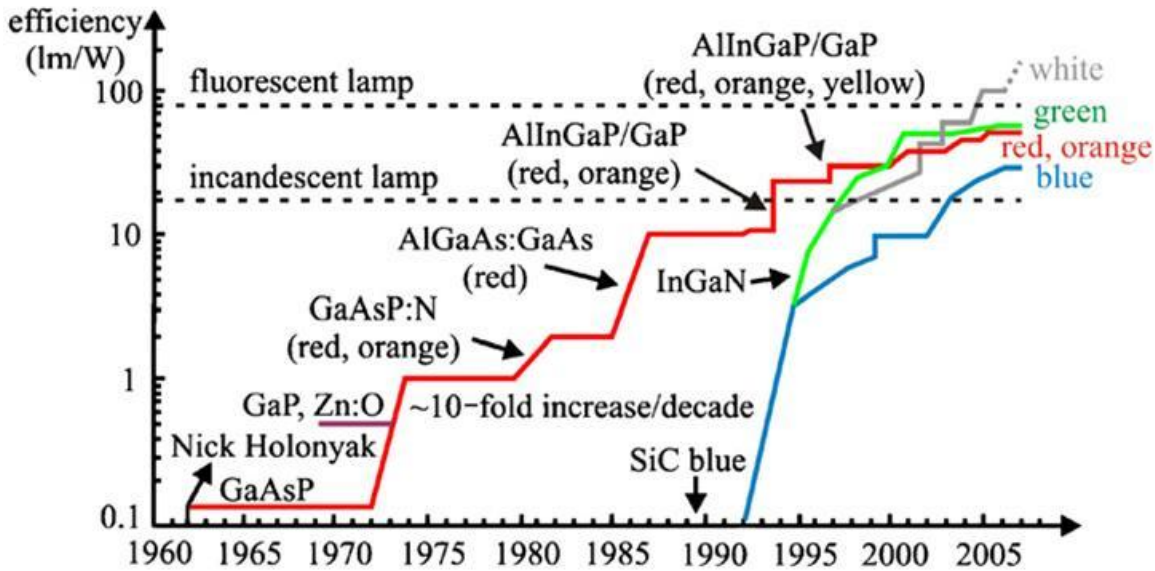 efficiency
(lm/W)
fluorescent lamp
AlInGaP/GaP
(red, orange, yellow)
white
100
green
AlInGaP/GaP
(red, orange)
red, orange
incandescent lamp
blue
10
AlGaAs:GaAs
(red)
InGaN
GaAsP:N
(red, orange)
1
GaP, Zn:O
~10-fold increase/decade
Nick Holonyak
SiC blue
GaAsP
0.1
1960 1965 1970 1975 1980 1985 1990 1995 2000 2005